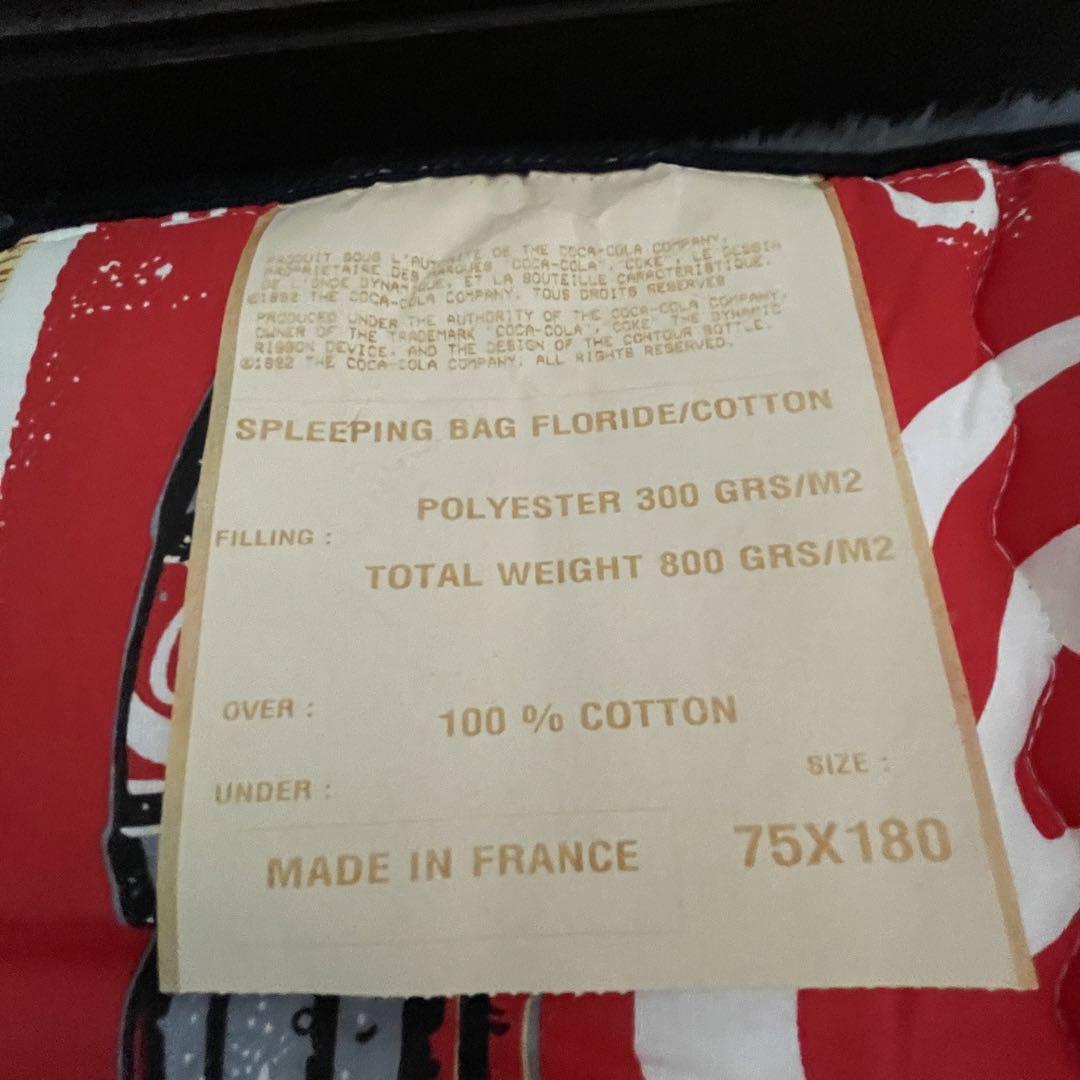 PRODUIT SOUS L'AUTORITE DE THE COCA-COLA COMPANY,
PROPRIETAIRE DES MARQUES "COCA-COLA", "COKE", LE DESSIN
DE L'ONDE DYNAMIQUE, ET LA BOUTEILLE CARACTERISTIQUE.
©1992 THE COCA-COLA COMPANY, TOUS DROITS RESERVES
PRODUCED UNDER THE AUTHORITY OF THE COCA-COLA COMPANY,
OWNER OF THE TRADEMARK "COCA-COLA", "COKE" THE DYNAMIC
RIBBON DEVICE, AND THE DESIGN OF THE CONTOUR BOTTLE.
©1992 THE COCA-COLA COMPANY, ALL RIGHTS RESERVED.
SPLEEPING BAG FLORIDE/COTTON
POLYESTER 300 GRS/M2
FILLING :
TOTAL WEIGHT 800 GRS/M2
OVER : 100 % COTTON
UNDER : SIZE :
MADE IN FRANCE 75X180